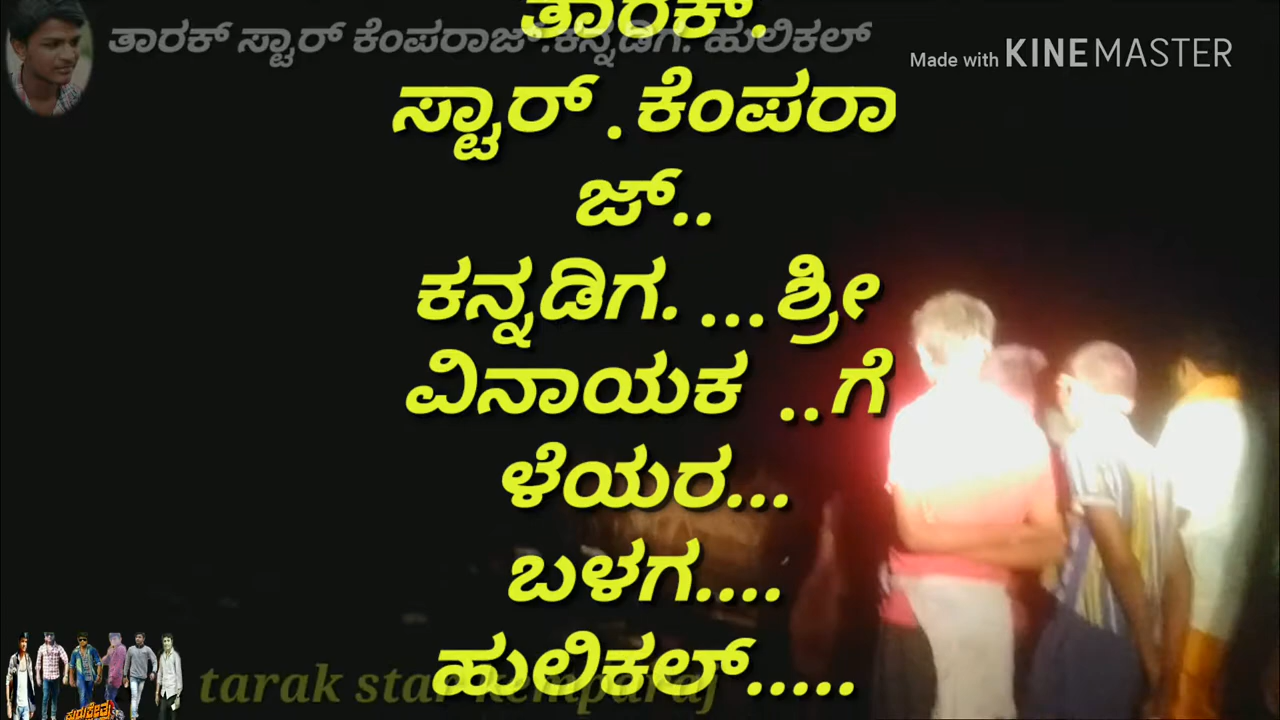 ತಾರಕ್.
ತಾರಕ್ ಸ್ಟಾರ್ ಕೆಂಪರಾಜ್.ಕನ್ನಡಿಗ. ಹುಲಿಕಲ್
Made with KINEMASTER
ಸ್ಟಾರ್ .ಕೆಂಪರಾ
ಜ್..
ಕನ್ನಡಿಗ. ...ಶ್ರೀ
ವಿನಾಯಕ ..ಗೆ
ಳೆಯರ...
ಬಳಗ....
ಹುಲಿಕಲ್.....
tarak star kemparaj
ಕುರುಕ್ಷೇತ್ರ